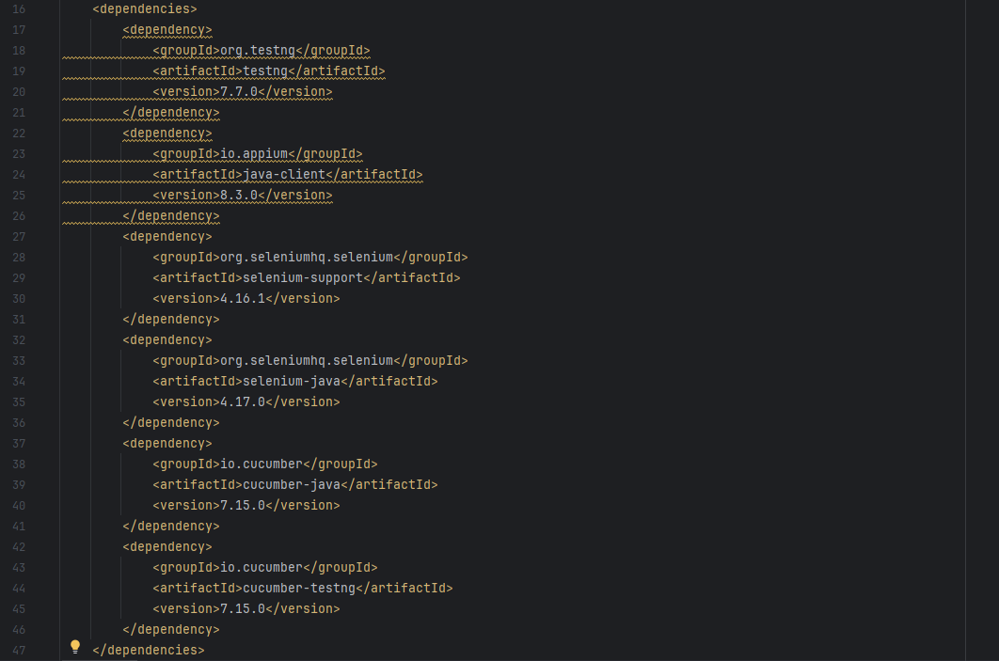 16 <dependencies>
17 <dependency>
18 <groupId>org.testng</groupId>
19 <artifactId>testng</artifactId>
20 <version>7.7.0</version>
21 </dependency>
22 <dependency>
23 <groupId>io.appium</groupId>
24 <artifactId>java-client</artifactId>
25 <version>8.3.0</version>
26 </dependency>
27 <dependency>
28 <groupId>org.seleniumhq.selenium</groupId>
29 <artifactId>selenium-support</artifactId>
30 <version>4.16.1</version>
31 </dependency>
32 <dependency>
33 <groupId>org.seleniumhq.selenium</groupId>
34 <artifactId>selenium-java</artifactId>
35 <version>4.17.0</version>
36 </dependency>
37 <dependency>
38 <groupId>io.cucumber</groupId>
39 <artifactId>cucumber-java</artifactId>
40 <version>7.15.0</version>
41 </dependency>
42 <dependency>
43 <groupId>io.cucumber</groupId>
44 <artifactId>cucumber-testng</artifactId>
45 <version>7.15.0</version>
46 </dependency>
47 </dependencies>